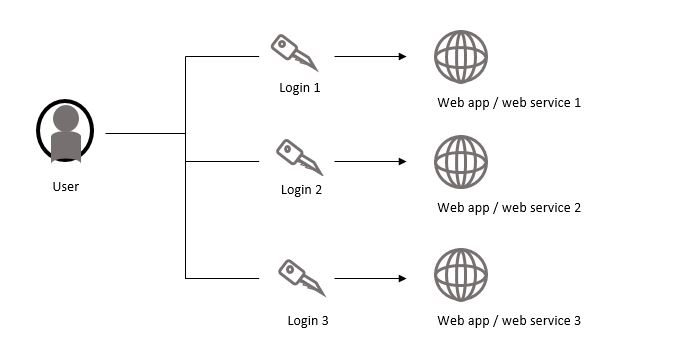 Login 1
Web app / web service 1
User
Login 2
Web app / web service 2
Login 3
Web app / web service 3